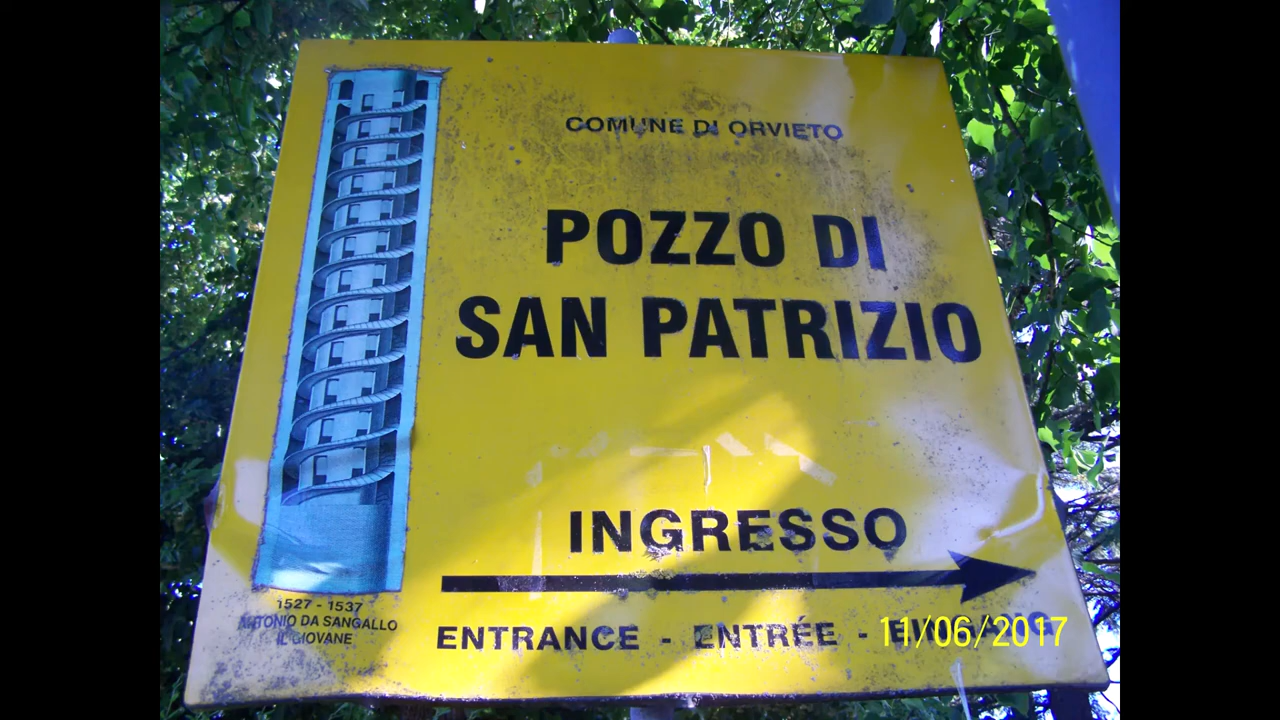 COMUNE DI ORVIETO
POZZO DI
SAN PATRIZIO
INGRESSO
ENTRANCE - ENTRÉE -
11/06/2017
1527 - 1537
ANTONIO DA SANGALLO
IL GIOVANE